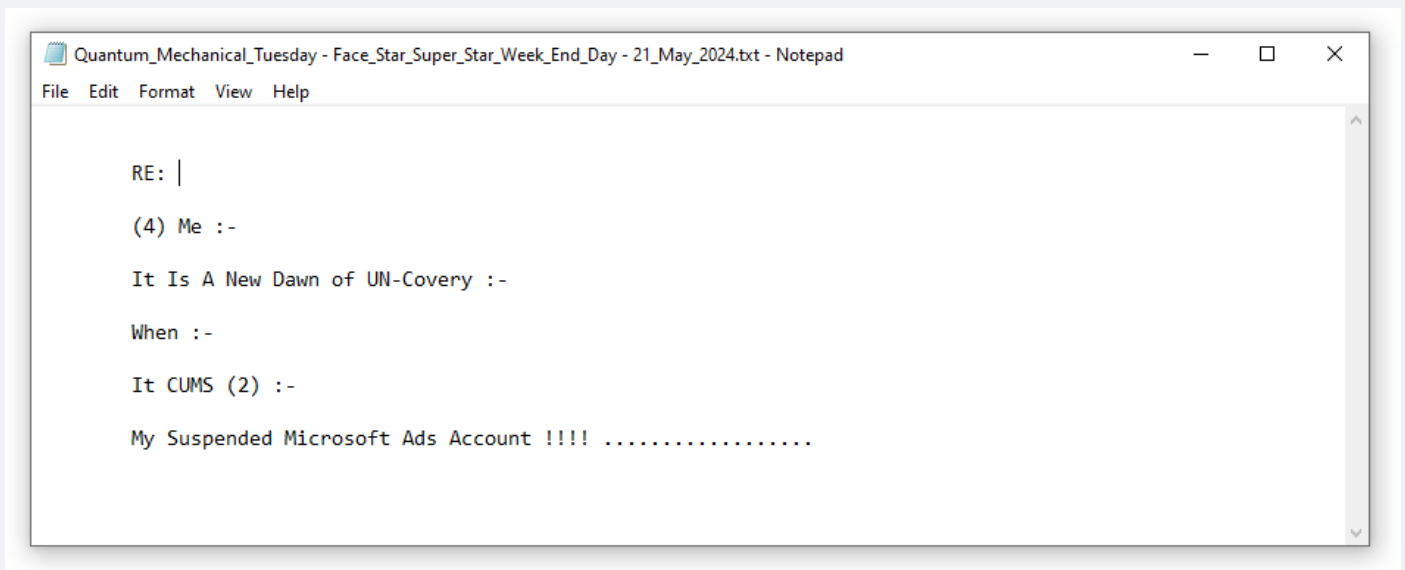 Quantum_Mechanical_Tuesday - Face_Star_Super_Star_Week_End_Day - 21_May_2024.txt - Notepad
File Edit Format View Help
RE:
(4) Me :-
It Is A New Dawn of UN-Covery :-
When :-
It CUMS (2) :-
My Suspended Microsoft Ads Account !!!! ..................